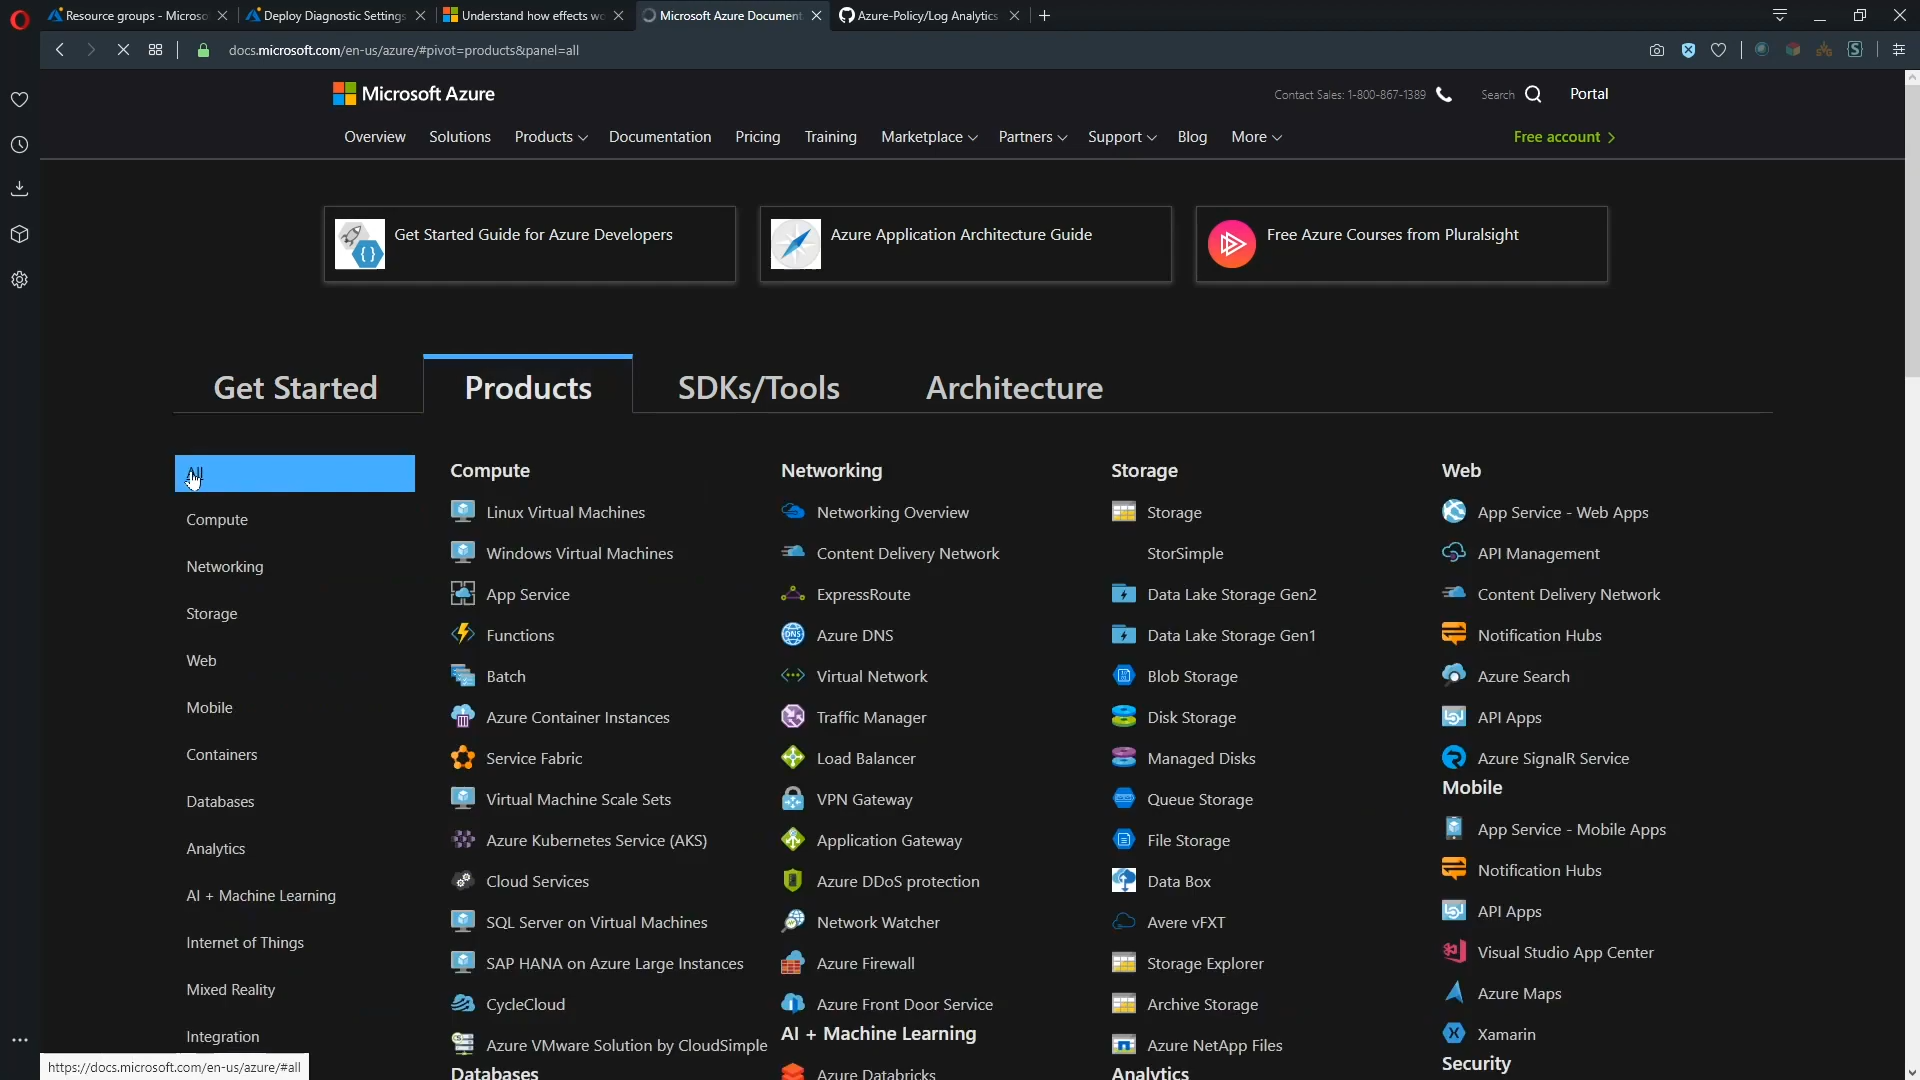 Resource groups - Microso
Deploy Diagnostic Settings
Understand how effects wo
Microsoft Azure Document
Azure-Policy/Log Analytics
docs.microsoft.com/en-us/azure/#pivot=products&panel=all
Microsoft Azure
Contact Sales: 1-800-867-1389
Search
Portal
Overview
Solutions
Products
Documentation
Pricing
Training
Marketplace
Partners
Support
Blog
More
Free account
Get Started Guide for Azure Developers
Azure Application Architecture Guide
Free Azure Courses from Pluralsight
Get Started
Products
SDKs/Tools
Architecture
All
Compute
Networking
Storage
Web
Mobile
Containers
Databases
Analytics
AI + Machine Learning
Internet of Things
Mixed Reality
Integration
Compute
Linux Virtual Machines
Windows Virtual Machines
App Service
Functions
Batch
Azure Container Instances
Service Fabric
Virtual Machine Scale Sets
Azure Kubernetes Service (AKS)
Cloud Services
SQL Server on Virtual Machines
SAP HANA on Azure Large Instances
CycleCloud
Azure VMware Solution by CloudSimple
Databases
Networking
Networking Overview
Content Delivery Network
ExpressRoute
DNS
Azure DNS
Virtual Network
Traffic Manager
Load Balancer
VPN Gateway
Application Gateway
Azure DDoS protection
Network Watcher
Azure Firewall
Azure Front Door Service
AI + Machine Learning
Azure Databricks
Storage
Storage
StorSimple
Data Lake Storage Gen2
Data Lake Storage Gen1
Blob Storage
Disk Storage
Managed Disks
Queue Storage
File Storage
Data Box
Avere vFXT
Storage Explorer
Archive Storage
Azure NetApp Files
Analytics
Web
App Service - Web Apps
API Management
Content Delivery Network
Notification Hubs
Azure Search
API Apps
Azure SignalR Service
Mobile
App Service - Mobile Apps
Notification Hubs
API Apps
Visual Studio App Center
Azure Maps
Xamarin
Security
https://docs.microsoft.com/en-us/azure/#all